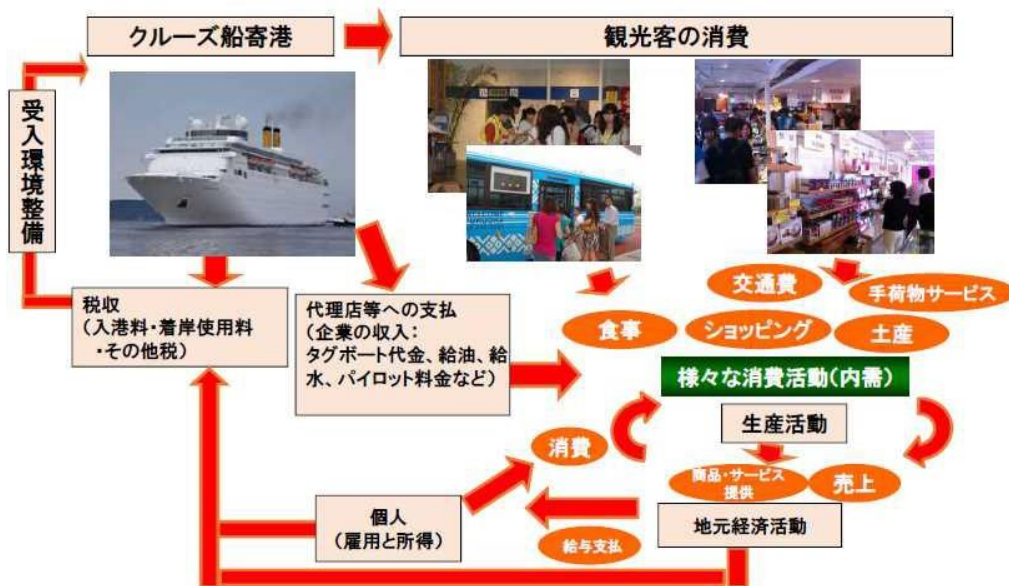 クルーズ船寄港
観光客の消費
受入環境整備
税収
(入港料・着岸使用料
・その他税)
代理店等への支払
(企業の収入:
タグボート代金、給油、給
水、パイロット料金など)
交通費
手荷物サービス
食事
ショッピング
土産
様々な消費活動(内需)
生産活動
消費
商品・サービス
提供
売上
個人
(雇用と所得)
給与支払
地元経済活動